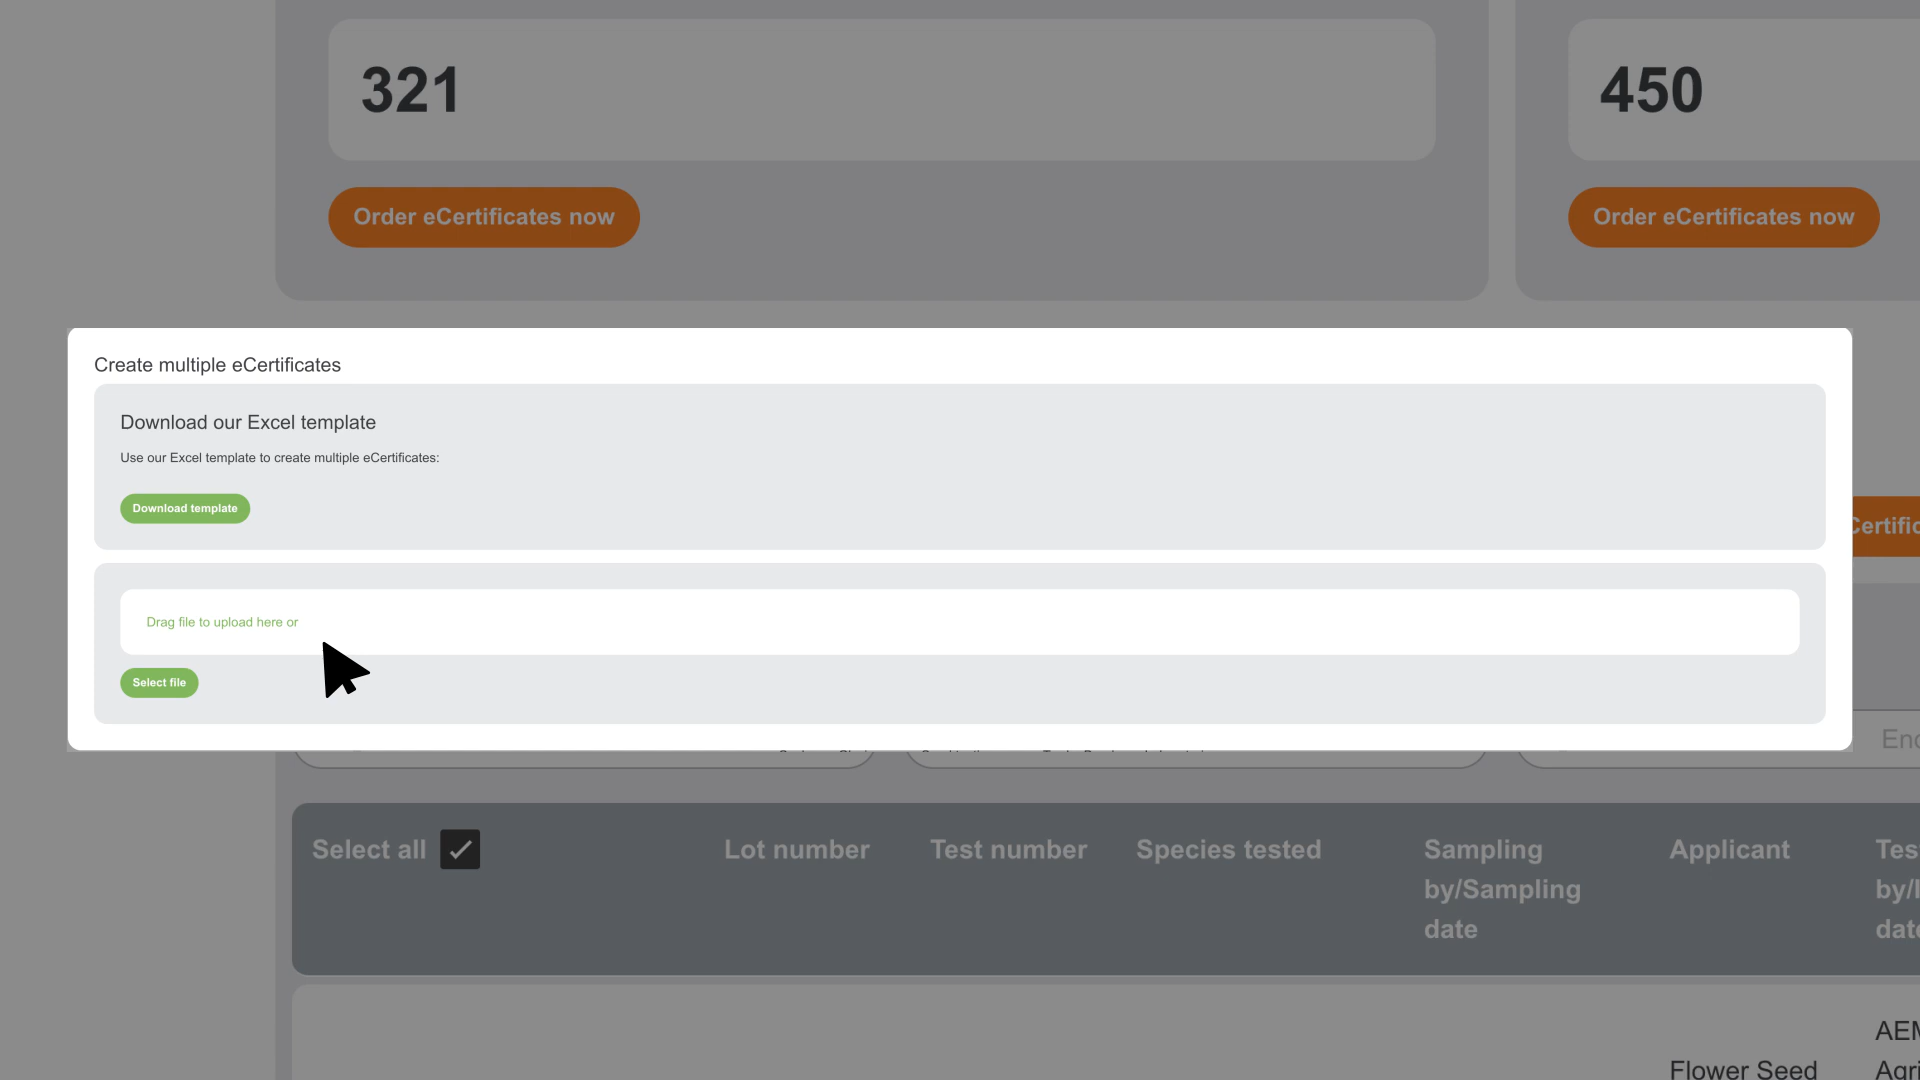 321
450
Order eCertificates now
Order eCertificates now
Create multiple eCertificates
Download our Excel template
Use our Excel template to create multiple eCertificates:
Download template
Drag file to upload here or
Select file
Select all
Lot number
Test number
Species tested
Sampling
by/Sampling
date
Applicant
Flower Seed